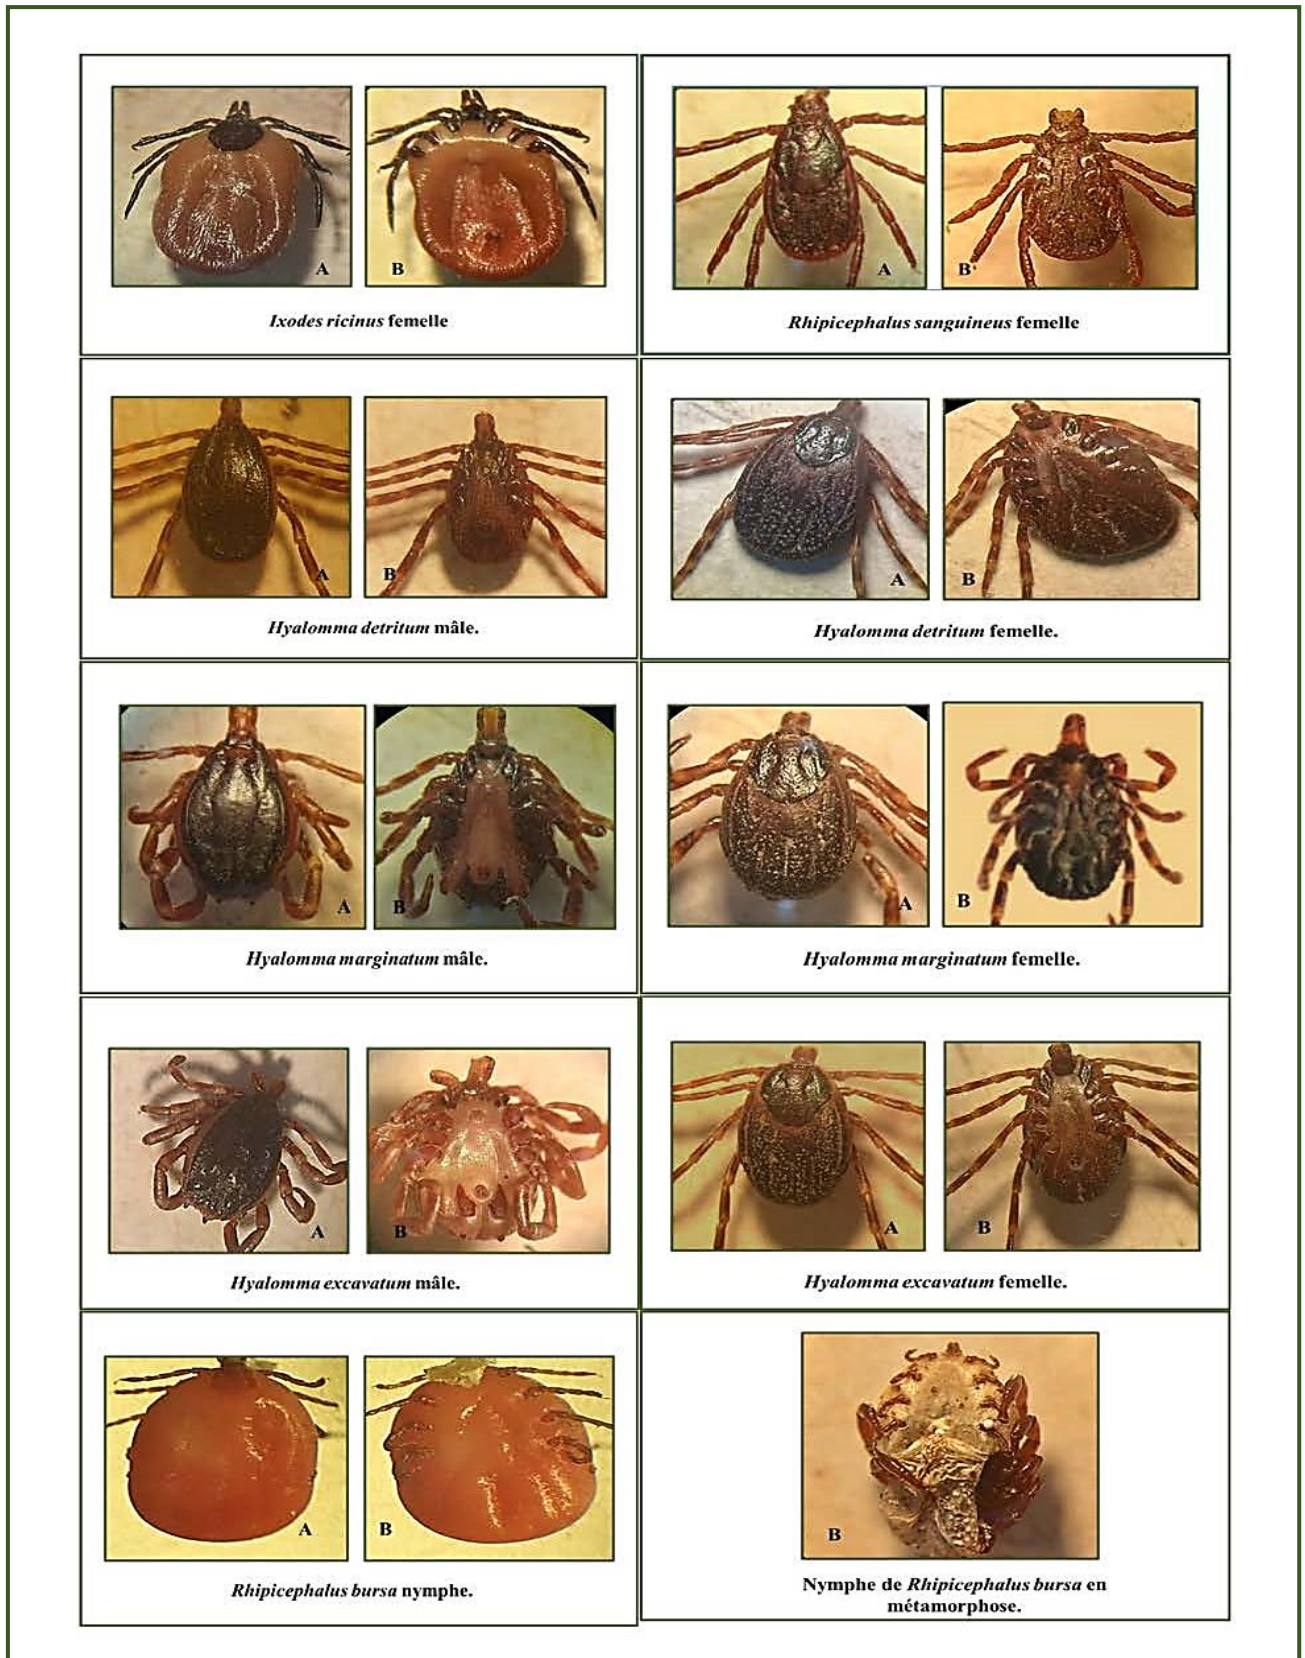 A
B
Ixodes ricinus femelle
A
B
Rhipicephalus sanguineus femelle
A
B
Hyalomma detritum mâle.
A
B
Hyalomma detritum femelle.
A
B
Hyalomma marginatum mâle.
A
B
Hyalomma marginatum femelle.
A
B
Hyalomma excavatum mâle.
A
B
Hyalomma excavatum femelle.
A
B
Rhipicephalus bursa nymphe.
B
Nymphe de Rhipicephalus bursa en
métamorphose.